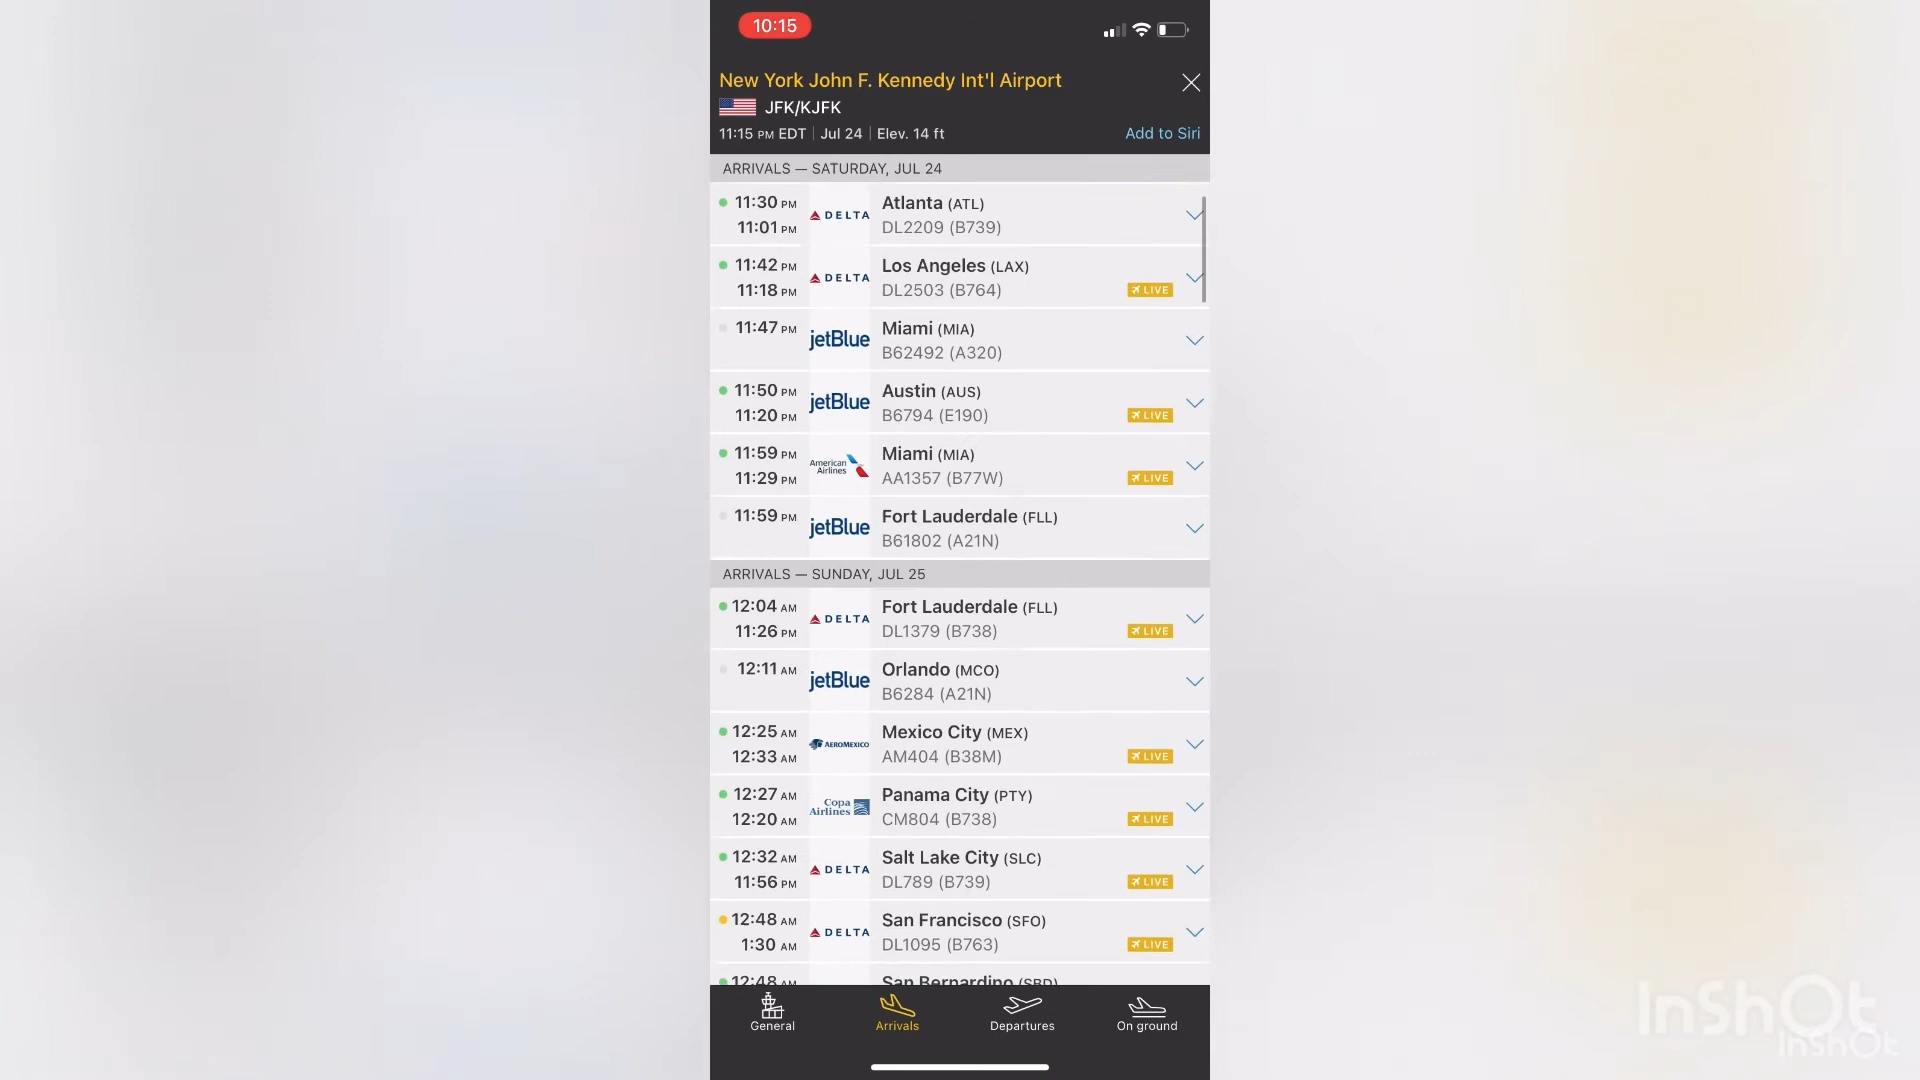 10:15
New York John F. Kennedy Int'l Airport
JFK/KJFK
11:15 PM EDT | Jul 24 | Elev. 14 ft
Add to Siri
ARRIVALS — SATURDAY, JUL 24
11:30 PM DELTA Atlanta (ATL)
11:01 PM DL2209 (B739)
11:42 PM DELTA Los Angeles (LAX)
11:18 PM DL2503 (B764) LIVE
11:47 PM jetBlue Miami (MIA)
B62492 (A320)
11:50 PM jetBlue Austin (AUS)
11:20 PM B6794 (E190) LIVE
11:59 PM American Airlines Miami (MIA)
11:29 PM AA1357 (B77W) LIVE
11:59 PM jetBlue Fort Lauderdale (FLL)
B61802 (A21N)
ARRIVALS — SUNDAY, JUL 25
12:04 AM DELTA Fort Lauderdale (FLL)
11:26 PM DL1379 (B738) LIVE
12:11 AM jetBlue Orlando (MCO)
B6284 (A21N)
12:25 AM AEROMEXICO Mexico City (MEX)
12:33 AM AM404 (B38M) LIVE
12:27 AM Copa Airlines Panama City (PTY)
12:20 AM CM804 (B738) LIVE
12:32 AM DELTA Salt Lake City (SLC)
11:56 PM DL789 (B739) LIVE
12:48 AM DELTA San Francisco (SFO)
1:30 AM DL1095 (B763) LIVE
12:48 AM San Bernardino (SBD)
General
Arrivals
Departures
On ground
InShOt
InShOt